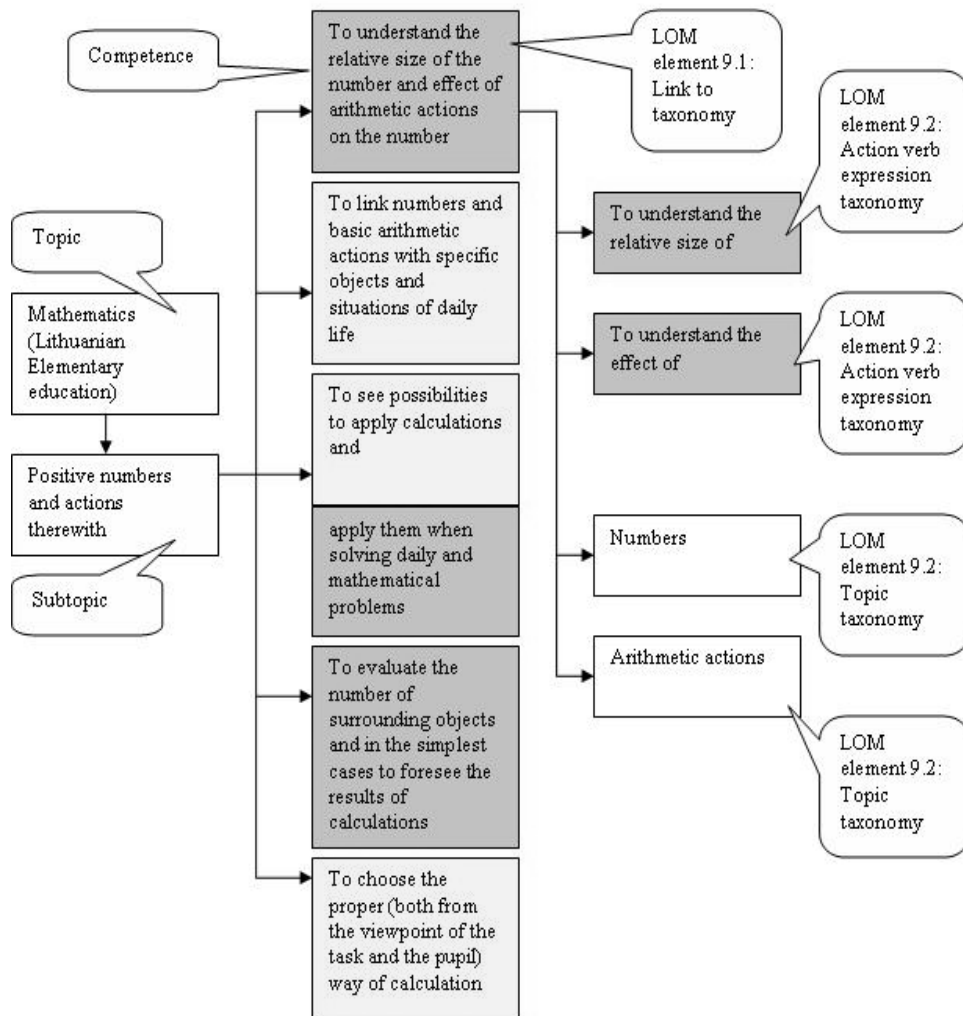 Competence
To understand the
relative size of the
number and effect of
arithmetic actions
on the number
LOM
element 9.1:
Link to
taxonomy
LOM
element 9.2:
Action verb
expression
taxonomy
To link numbers and
basic arithmetic
actions with specific
objects and
situations of daily
life
To understand the
relative size of
Topic
Mathematics
(Lithuanian
Elementary
education)
To understand the
effect of
LOM
element 9.2:
Action verb
expression
taxonomy
To see possibilities
to apply calculations
and
Positive numbers
and actions
therewith
apply them when
solving daily and
mathematical
problems
Numbers
LOM
element 9.2:
Topic
taxonomy
Subtopic
To evaluate the
number of
surrounding objects
and in the simplest
cases to foresee the
results of
calculations
Arithmetic actions
LOM
element 9.2:
Topic
taxonomy
To choose the
proper (both from
the viewpoint of the
task and the pupil)
way of calculation